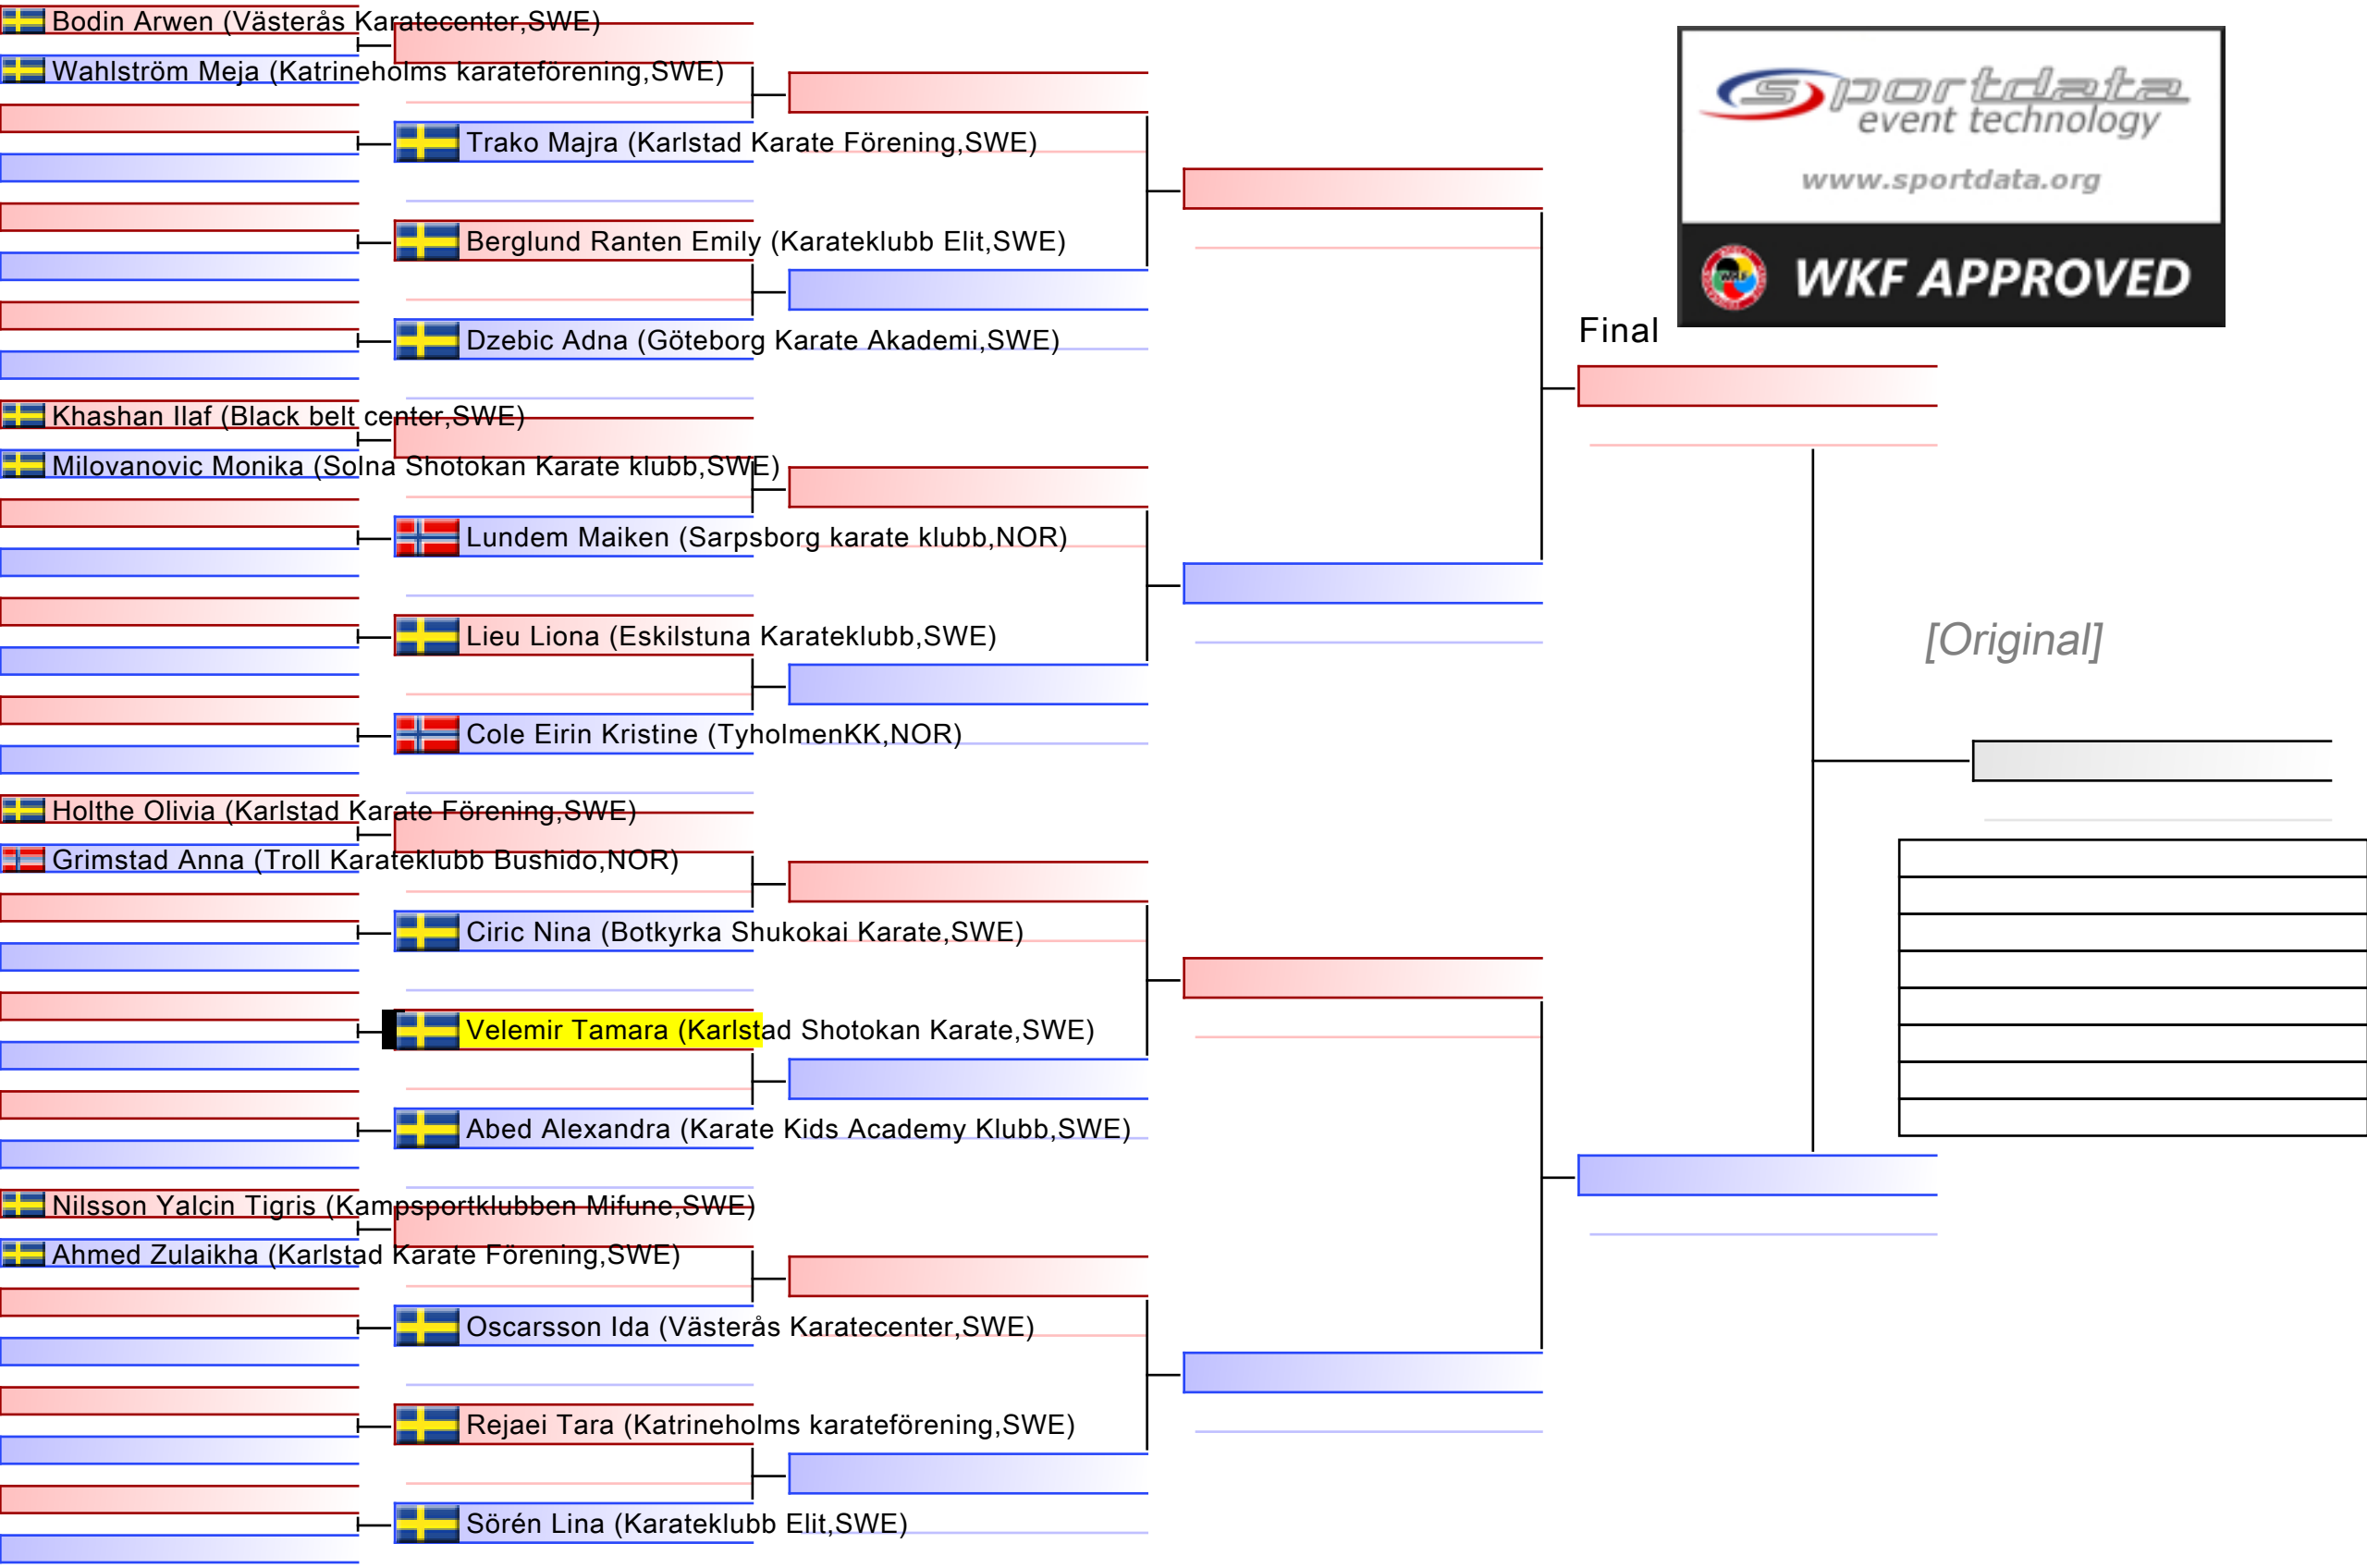 Bodin Arwen (Västerås Karatecenter,SWE)
Wahlström Meja (Katrineholms karateförening,SWE)
Trako Majra (Karlstad Karate Förening,SWE)
Berglund Ranten Emily (Karateklubb Elit,SWE)
Dzebic Adna (Göteborg Karate Akademi,SWE)
Khashan Ilaf (Black belt center,SWE)
Milovanovic Monika (Solna Shotokan Karate klubb,SWE)
Lundem Maiken (Sarpsborg karate klubb,NOR)
Lieu Liona (Eskilstuna Karateklubb,SWE)
Cole Eirin Kristine (TyholmenKK,NOR)
Holthe Olivia (Karlstad Karate Förening,SWE)
Grimstad Anna (Troll Karateklubb Bushido,NOR)
Ciric Nina (Botkyrka Shukokai Karate,SWE)
Velemir Tamara (Karlstad Shotokan Karate,SWE)
Abed Alexandra (Karate Kids Academy Klubb,SWE)
Nilsson Yalcin Tigris (Kampsportklubben Mifune,SWE)
Ahmed Zulaikha (Karlstad Karate Förening,SWE)
Oscarsson Ida (Västerås Karatecenter,SWE)
Rejaei Tara (Katrineholms karateförening,SWE)
Sörén Lina (Karateklubb Elit,SWE)
Final
sportdata
event technology
www.sportdata.org
WKF
WKF APPROVED
[Original]